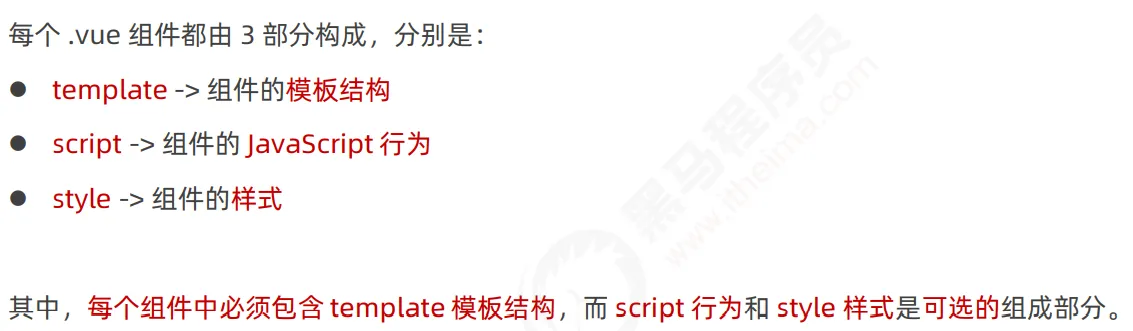 每个 .vue 组件都由 3 部分构成，分别是：
● template -> 组件的模板结构
● script -> 组件的 JavaScript 行为
● style -> 组件的样式
其中，每个组件中必须包含 template 模板结构，而 script 行为和 style 样式是可选的组成部分。
黑马程序员
www.itheima.com